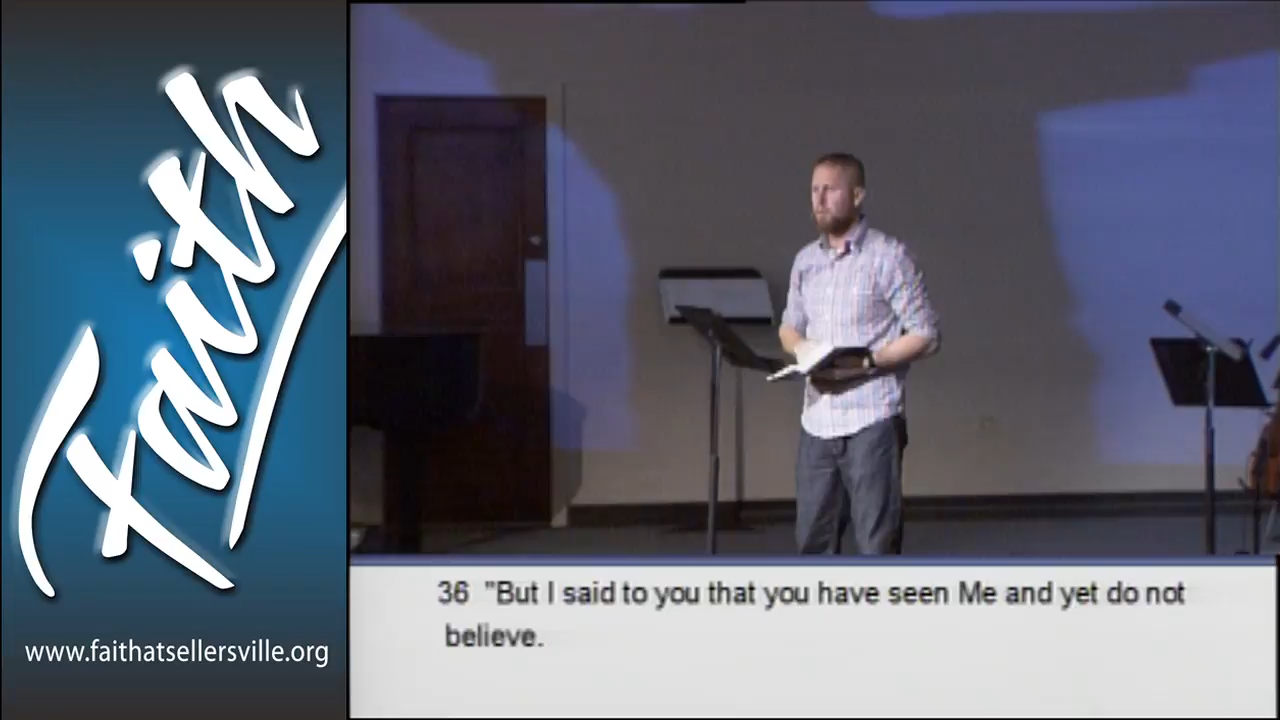 Faith
www.faithatsellersville.org
36 "But I said to you that you have seen Me and yet do not
believe.